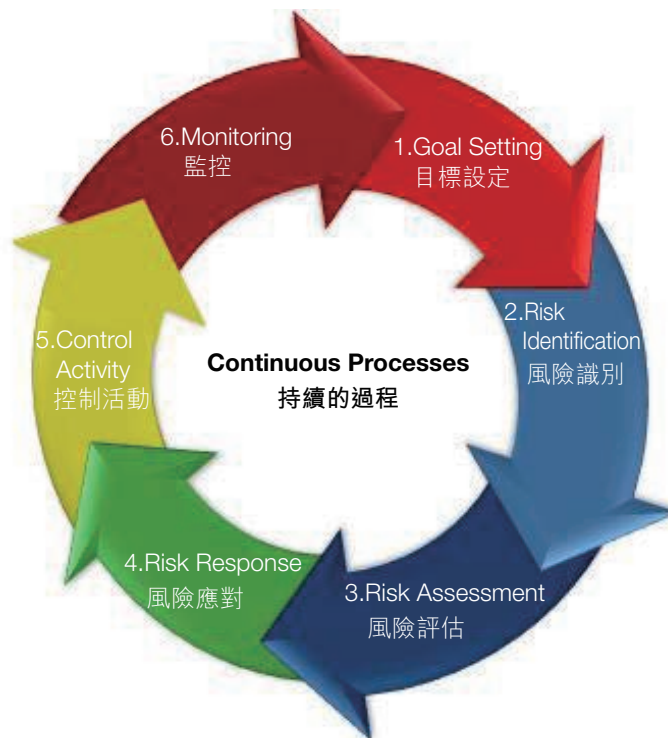 1.Goal Setting
目標設定
2.Risk
Identification
風險識別
3.Risk Assessment
風險評估
4.Risk Response
風險應對
5.Control
Activity
控制活動
6.Monitoring
監控
Continuous Processes
持續的過程